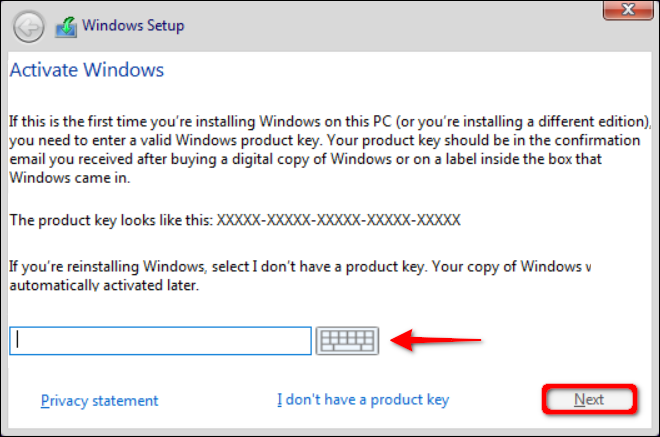 Windows Setup
Activate Windows
If this is the first time you're installing Windows on this PC (or you're installing a different edition),
you need to enter a valid Windows product key. Your product key should be in the confirmation
email you received after buying a digital copy of Windows or on a label inside the box that
Windows came in.
The product key looks like this: XXXXX-XXXXX-XXXXX-XXXXX-XXXXX
If you're reinstalling Windows, select I don't have a product key. Your copy of Windows
automatically activated later.
Privacy statement
I don't have a product key
Next